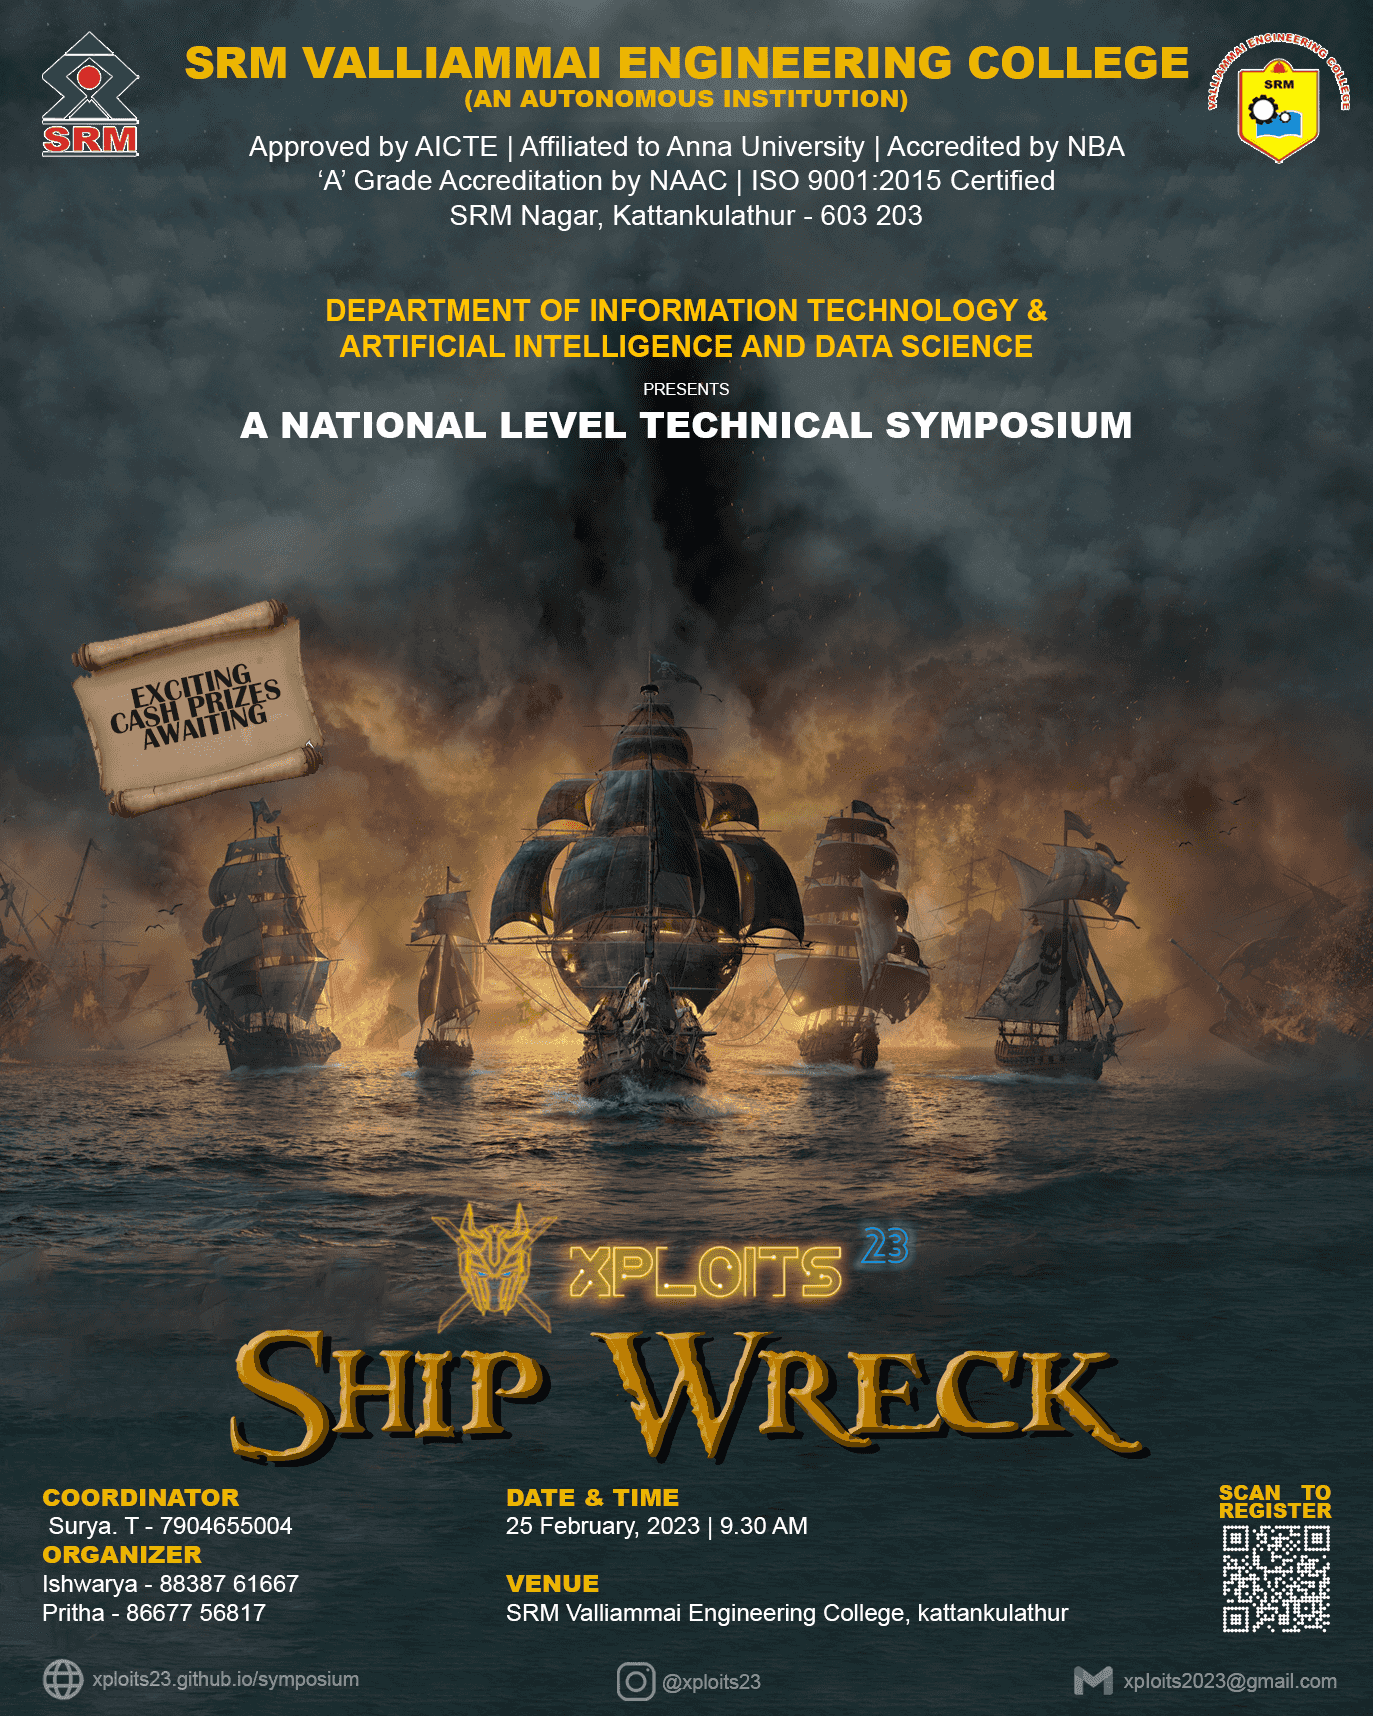 SRM VALLIAMMAI ENGINEERING COLLEGE
(AN AUTONOMOUS INSTITUTION)
Approved by AICTE | Affiliated to Anna University | Accredited by NBA
‘A’ Grade Accreditation by NAAC | ISO 9001:2015 Certified
SRM Nagar, Kattankulathur - 603 203
SRM
VALLIAMMAI ENGINEERING COLLEGE
SRM
DEPARTMENT OF INFORMATION TECHNOLOGY &
ARTIFICIAL INTELLIGENCE AND DATA SCIENCE
PRESENTS
A NATIONAL LEVEL TECHNICAL SYMPOSIUM
EXCITING
CASH PRIZES
AWAITING
XPLOITS 23
SHIP WRECK
COORDINATOR
Surya. T - 7904655004
ORGANIZER
Ishwarya - 88387 61667
Pritha - 86677 56817
DATE & TIME
25 February, 2023 | 9.30 AM
VENUE
SRM Valliammai Engineering College, kattankulathur
SCAN TO
REGISTER
xploits23.github.io/symposium
@xploits23
xploits2023@gmail.com